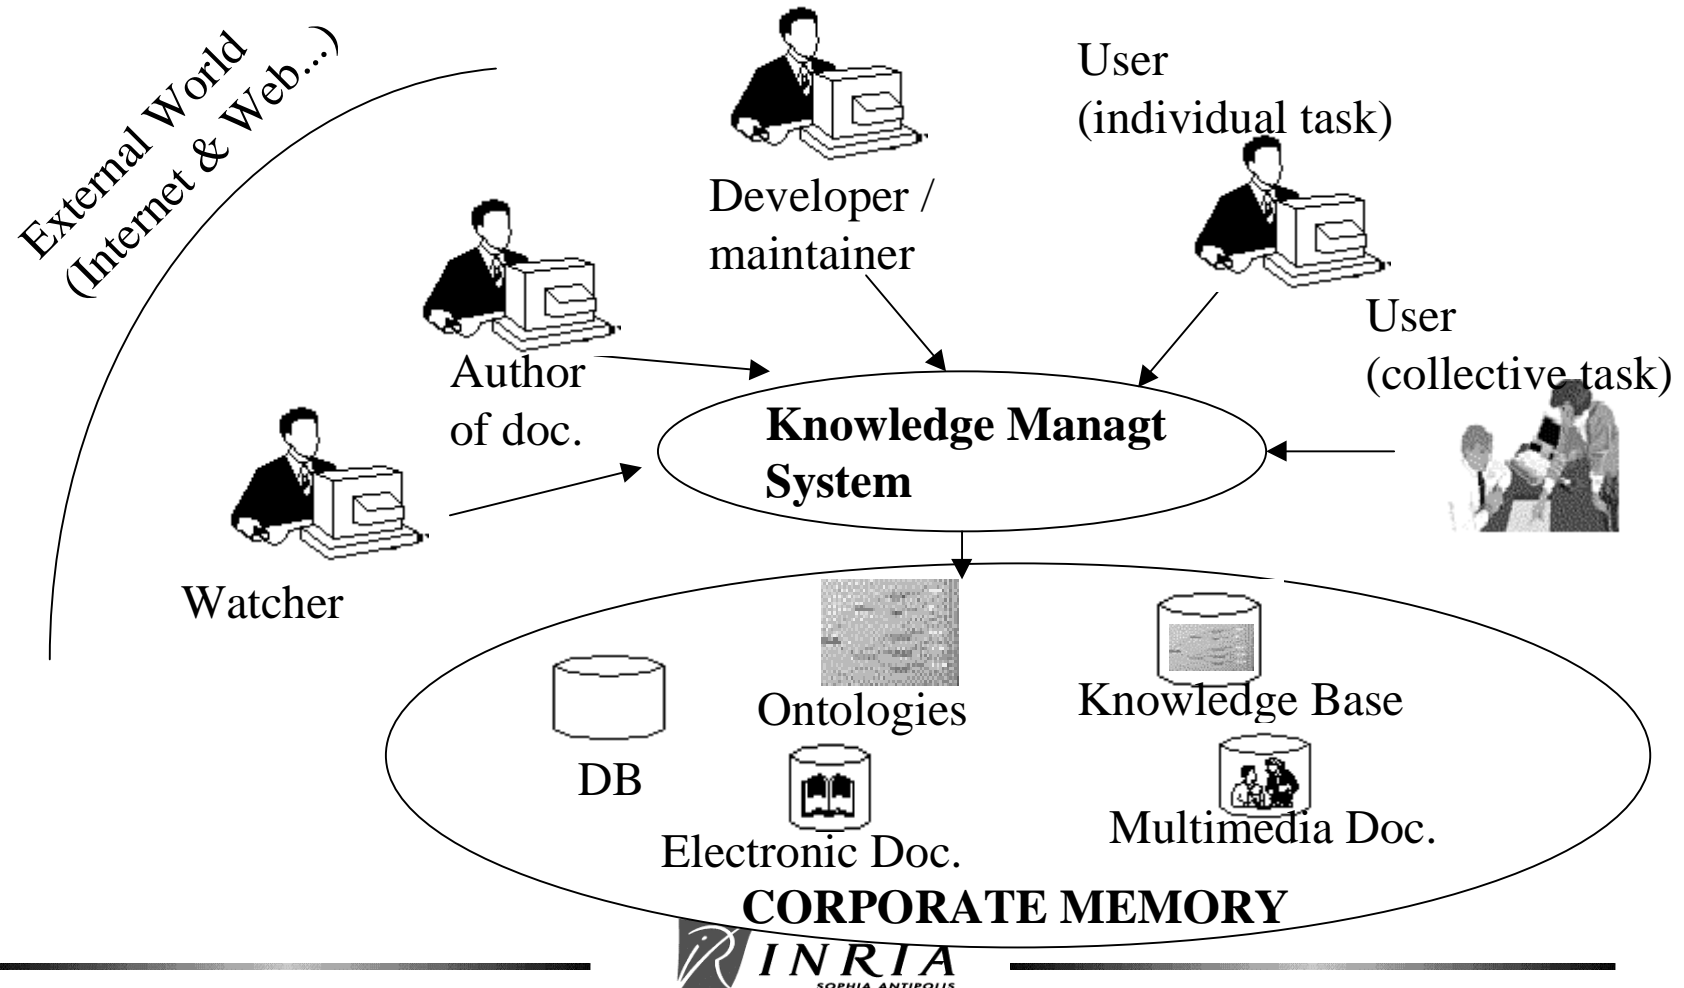 External World
(Internet & Web...)
User
(individual task)
Developer /
maintainer
Author
of doc.
User
(collective task)
Knowledge Managt
System
Watcher
Ontologies
Knowledge Base
DB
Electronic Doc.
Multimedia Doc.
CORPORATE MEMORY
INRIA
SOPHIA ANTIPOLIS